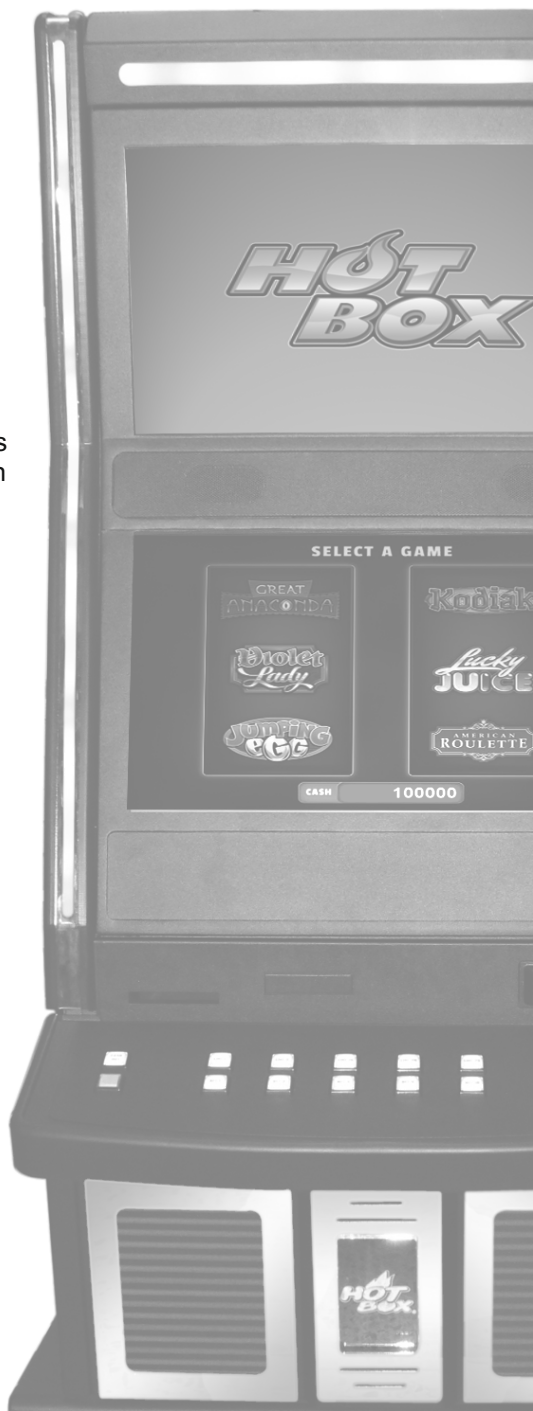 HOT
BOX
s
n
SELECT A GAME
GREAT
ANACONDA
Kodiak
Violet
Lady
Lucky
JUICE
JUMPING
EGG
AMERICAN
ROULETTE
CASH 100000
HOT
BOX